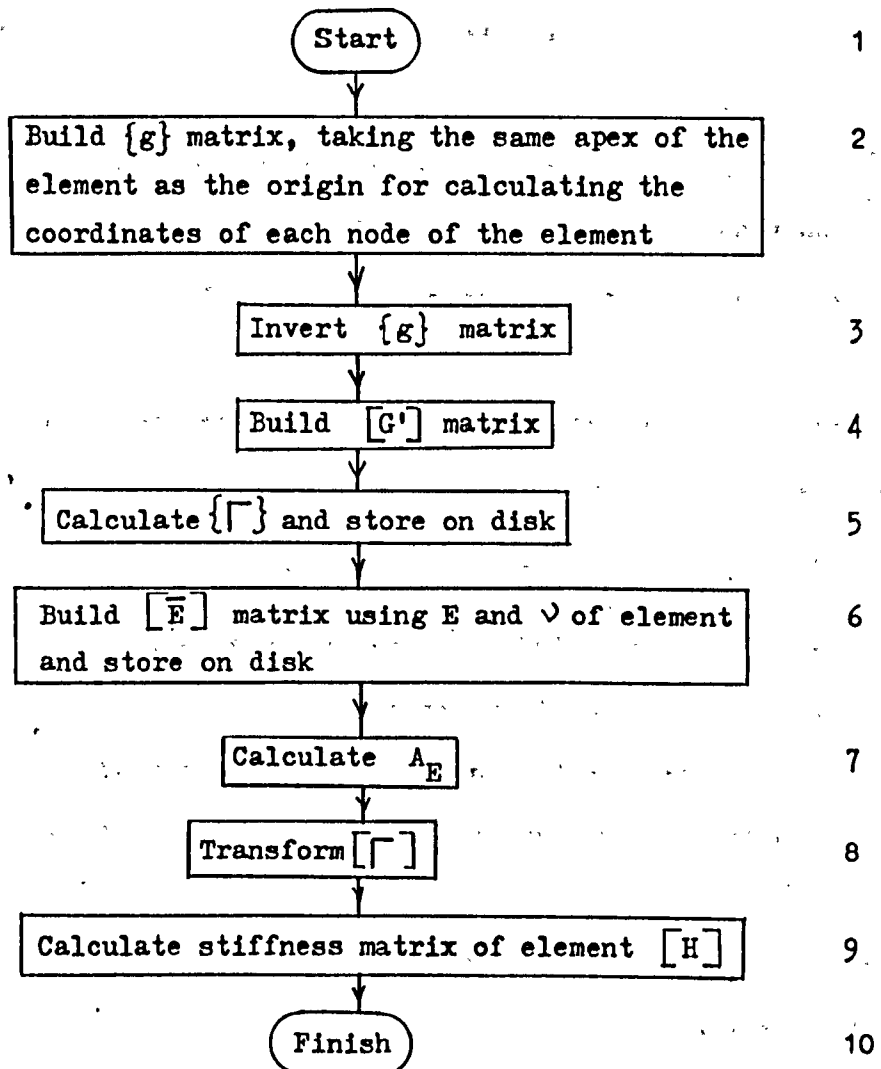 Start 1
Build {g} matrix, taking the same apex of the 2
element as the origin for calculating the
coordinates of each node of the element
Invert {g} matrix 3
Build [G'] matrix 4
Calculate {Γ} and store on disk 5
Build [E̅] matrix using E and ν of element 6
and store on disk
Calculate A_E 7
Transform [Γ] 8
Calculate stiffness matrix of element [H] 9
Finish 10